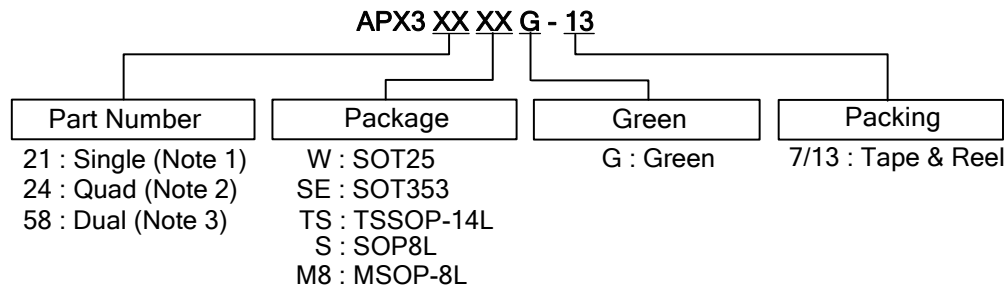 APX3 XX XX G - 13
Part Number
21 : Single (Note 1)
24 : Quad (Note 2)
58 : Dual (Note 3)
Package
W : SOT25
SE : SOT353
TS : TSSOP-14L
S : SOP8L
M8 : MSOP-8L
Green
G : Green
Packing
7/13 : Tape & Reel